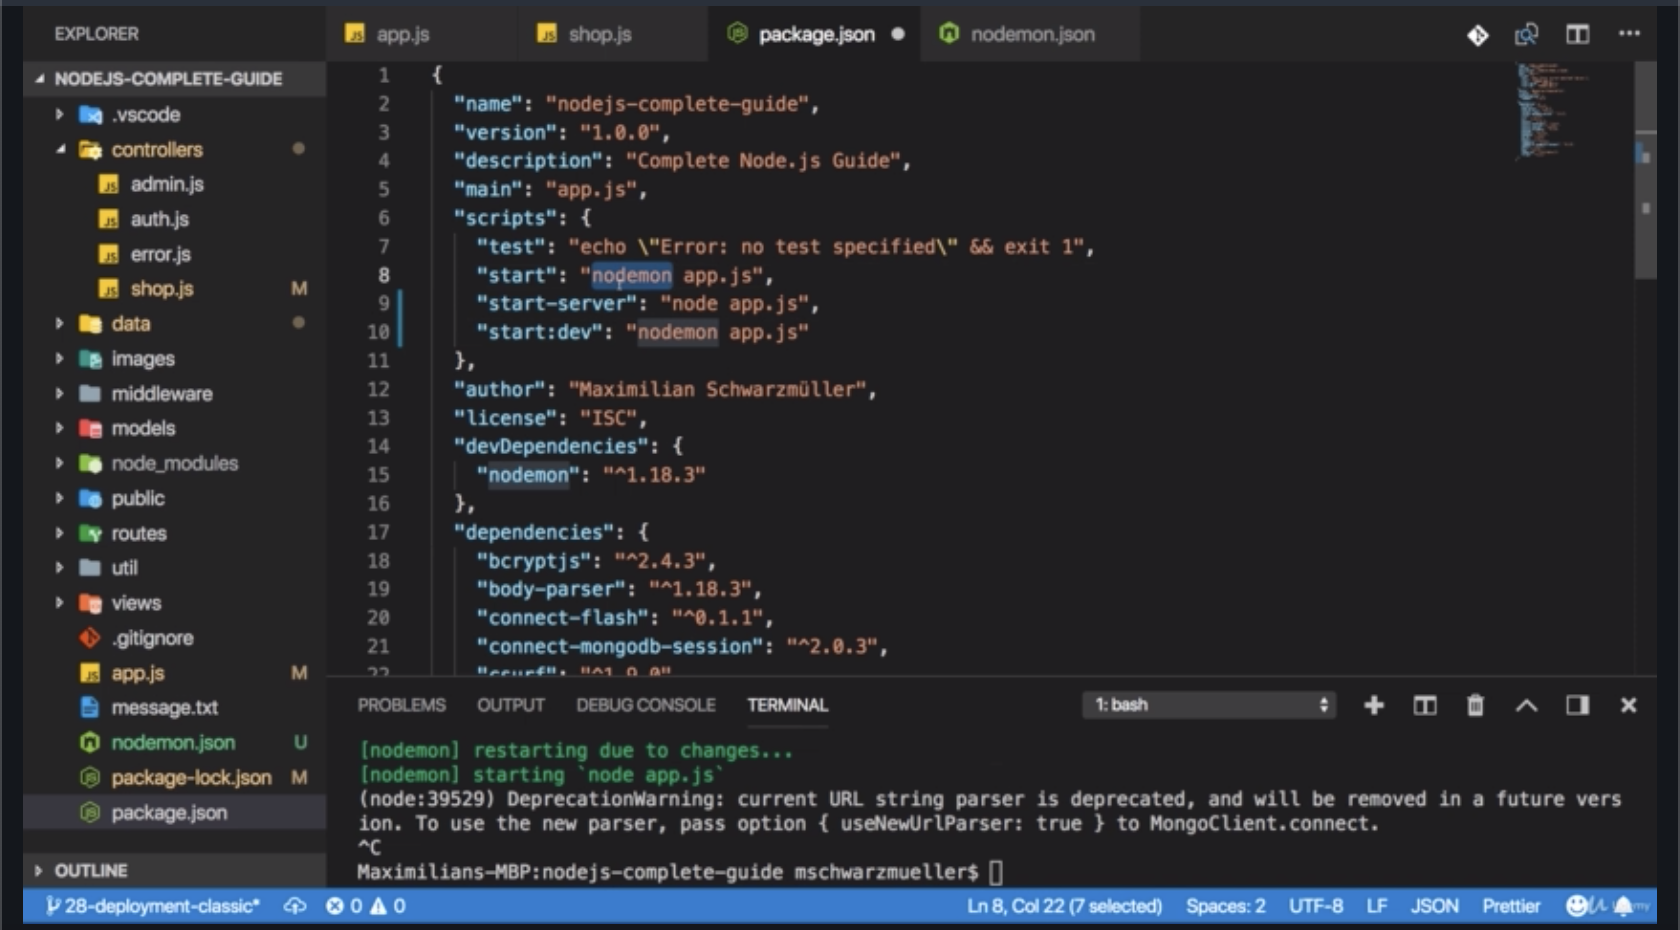 EXPLORER
NODEJS-COMPLETE-GUIDE
.vscode
controllers
admin.js
auth.js
error.js
shop.js M
data
images
middleware
models
node_modules
public
routes
util
views
.gitignore
app.js M
message.txt
nodemon.json U
package-lock.json M
package.json
OUTLINE
app.js shop.js package.json nodemon.json
1 {
2 "name": "nodejs-complete-guide",
3 "version": "1.0.0",
4 "description": "Complete Node.js Guide",
5 "main": "app.js",
6 "scripts": {
7 "test": "echo \"Error: no test specified\" && exit 1",
8 "start": "nodemon app.js",
9 "start-server": "node app.js",
10 "start:dev": "nodemon app.js"
11 },
12 "author": "Maximilian Schwarzmüller",
13 "license": "ISC",
14 "devDependencies": {
15 "nodemon": "^1.18.3"
16 },
17 "dependencies": {
18 "bcryptjs": "^2.4.3",
19 "body-parser": "^1.18.3",
20 "connect-flash": "^0.1.1",
21 "connect-mongodb-session": "^2.0.3",
22 "csurf": "^1.9.0"
PROBLEMS OUTPUT DEBUG CONSOLE TERMINAL 1: bash
[nodemon] restarting due to changes...
[nodemon] starting `node app.js`
(node:39529) DeprecationWarning: current URL string parser is deprecated, and will be removed in a future vers
ion. To use the new parser, pass option { useNewUrlParser: true } to MongoClient.connect.
^C
Maximilians-MBP:nodejs-complete-guide mschwarzmueller$
28-deployment-classic* 0 0 Ln 8, Col 22 (7 selected) Spaces: 2 UTF-8 LF JSON Prettier